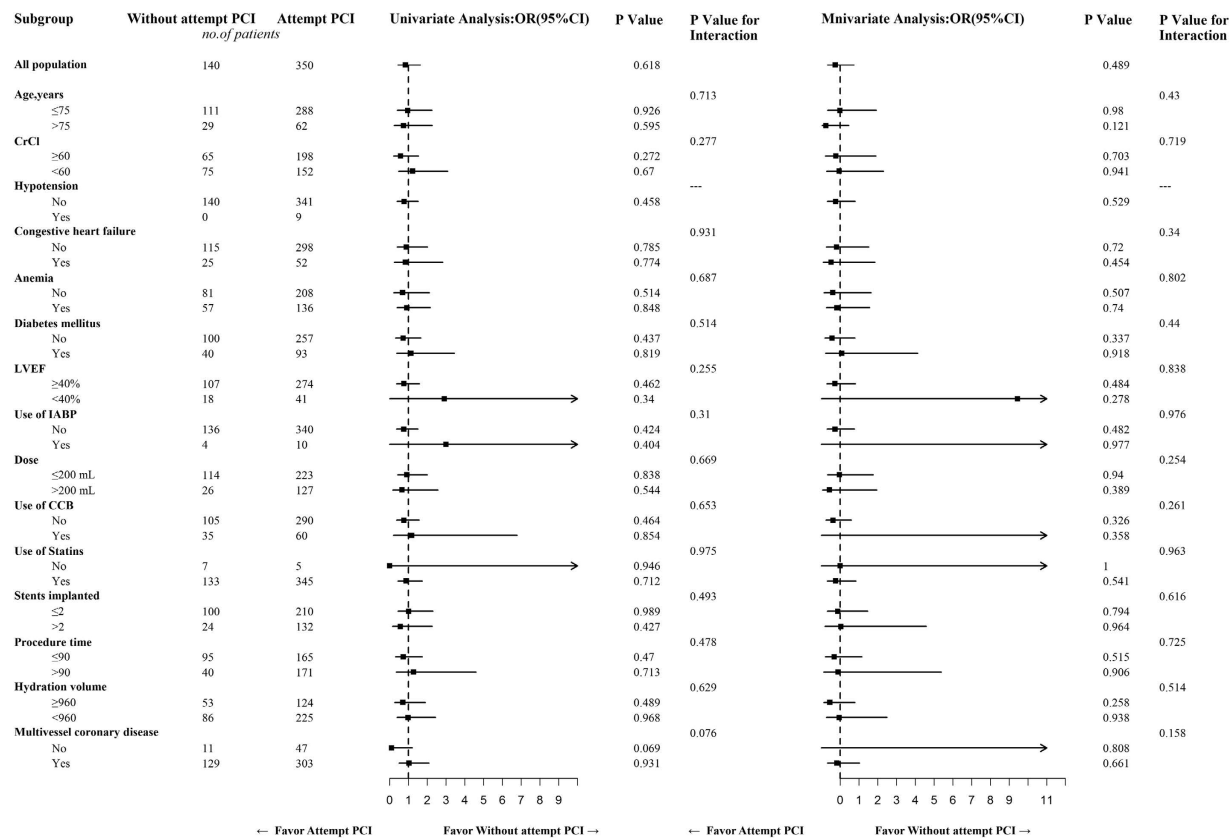 Subgroup Without attempt PCI Attempt PCI Univariate Analysis:OR(95%CI) P Value P Value for Interaction Mnivariate Analysis:OR(95%CI) P Value P Value for Interaction
no.of patients
All population 140 350 0.618 0.489
Age,years 0.713 0.43
≤75 111 288 0.926 0.98
>75 29 62 0.595 0.121
CrCl 0.277 0.719
≥60 65 198 0.272 0.703
<60 75 152 0.67 0.941
Hypotension --- ---
No 140 341 0.458 0.529
Yes 0 9
Congestive heart failure 0.931 0.34
No 115 298 0.785 0.72
Yes 25 52 0.774 0.454
Anemia 0.687 0.802
No 81 208 0.514 0.507
Yes 57 136 0.848 0.74
Diabetes mellitus 0.514 0.44
No 100 257 0.437 0.337
Yes 40 93 0.819 0.918
LVEF 0.255 0.838
≥40% 107 274 0.462 0.484
<40% 18 41 0.34 0.278
Use of IABP 0.31 0.976
No 136 340 0.424 0.482
Yes 4 10 0.404 0.977
Dose 0.669 0.254
≤200 mL 114 223 0.838 0.94
>200 mL 26 127 0.544 0.389
Use of CCB 0.653 0.261
No 105 290 0.464 0.326
Yes 35 60 0.854 0.358
Use of Statins 0.975 0.963
No 7 5 0.946 1
Yes 133 345 0.712 0.541
Stents implanted 0.493 0.616
≤2 100 210 0.989 0.794
>2 24 132 0.427 0.964
Procedure time 0.478 0.725
≤90 95 165 0.47 0.515
>90 40 171 0.713 0.906
Hydration volume 0.629 0.514
≥960 53 124 0.489 0.258
<960 86 225 0.968 0.938
Multivessel coronary disease 0.076 0.158
No 11 47 0.069 0.808
Yes 129 303 0.931 0.661
0 1 2 3 4 5 6 7 8 9 0 1 2 3 4 5 6 7 8 9 11
← Favor Attempt PCI Favor Without attempt PCI → ← Favor Attempt PCI Favor Without attempt PCI →